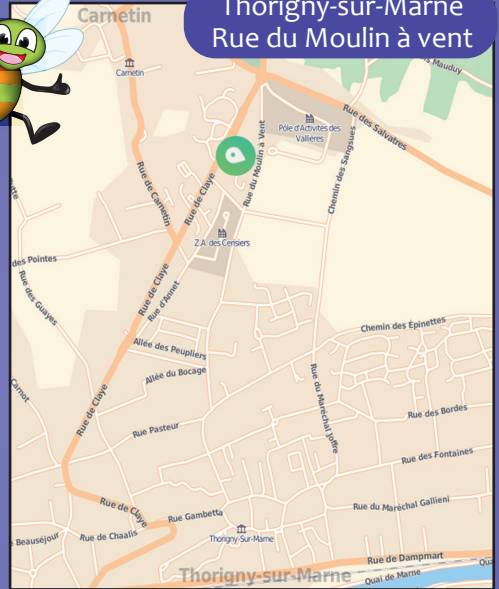 Thorigny-sur-Marne
Rue du Moulin à vent
Carnetin
Carnetin
Mauduy
Rue des Salvatres
Pôle d'Activités des
Vallières
Rue du Moulin à Vent
Chemin des Sangsues
Rue de Carnetin
Rue de Claye
Z.A. des Censiers
des Pointes
Rue des Guayes
Rue de Claye
Rue d'Annet
Chemin des Épinettes
Allée des Peupliers
Allée du Bocage
Rue du Maréchal Joffre
Carnot
Rue de Claye
Rue des Bordes
Rue Pasteur
Rue des Fontaines
Rue de Claye
Rue Gambetta
Rue du Maréchal Gallieni
Beauséjour
Rue de Chaalis
Thorigny-Sur-Marne
Rue de Dampmart
Thorigny-sur-Marne
Quai de Marne